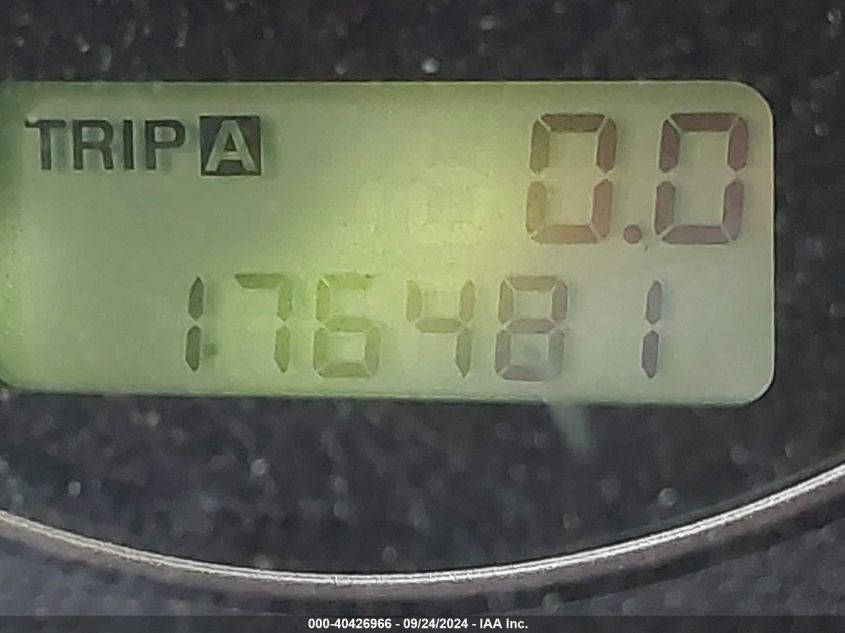 TRIP A 0.0
176481
000-40426966 - 09/24/2024 - IAA Inc.